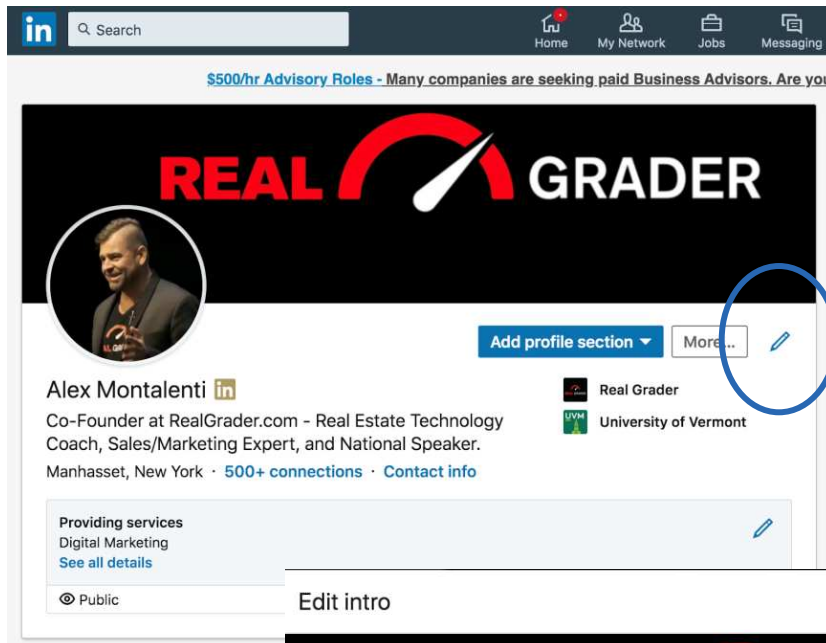 in
Search
Home
My Network
Jobs
Messaging
$500/hr Advisory Roles - Many companies are seeking paid Business Advisors. Are you
REAL GRADER
Add profile section
More...
Alex Montalenti in
Real Grader
Co-Founder at RealGrader.com - Real Estate Technology
Coach, Sales/Marketing Expert, and National Speaker.
UVM
University of Vermont
Manhasset, New York · 500+ connections · Contact info
Providing services
Digital Marketing
See all details
Public
Edit intro